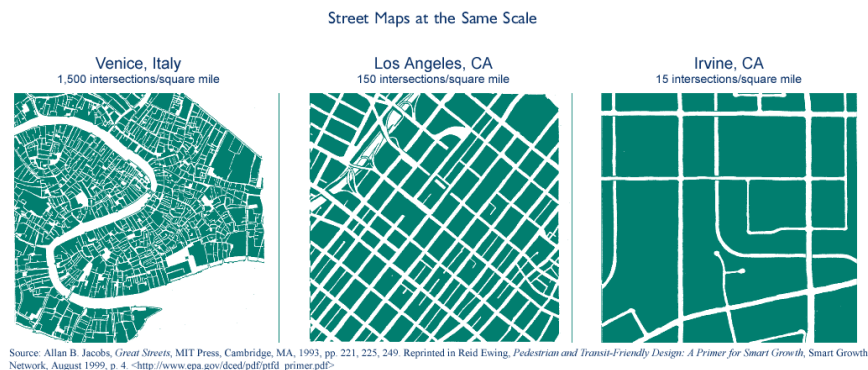 Street Maps at the Same Scale
Venice, Italy
1,500 intersections/square mile
Los Angeles, CA
150 intersections/square mile
Irvine, CA
15 intersections/square mile
Source: Allan B. Jacobs, Great Streets, MIT Press, Cambridge, MA, 1993, pp. 221, 225, 249. Reprinted in Reid Ewing, Pedestrian and Transit-Friendly Design: A Primer for Smart Growth, Smart Growth
Network, August 1999, p. 4. <http://www.epa.gov/dced/pdf/ptfd_primer.pdf>